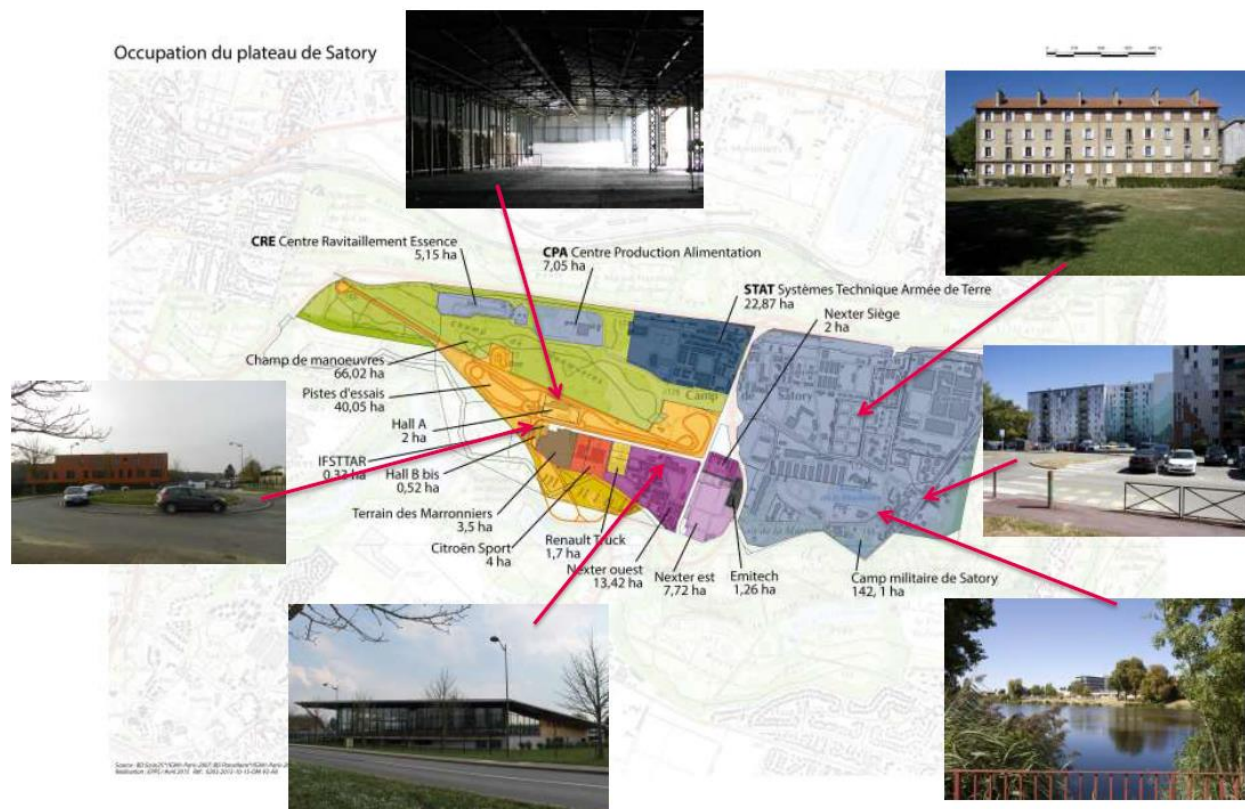 Occupation du plateau de Satory
CRE Centre Ravitaillement Essence
5,15 ha
CPA Centre Production Alimentation
7,05 ha
STAT Systèmes Technique Armée de Terre
22,87 ha
Nexter Siège
2 ha
Champ de manoeuvres
66,02 ha
Pistes d'essais
40,05 ha
Camp
de Satory
Hall A
2 ha
IFSTTAR
0,33 ha
Hall B bis
0,52 ha
Terrain des Marronniers
3,5 ha
Citroën Sport
4 ha
Renault Truck
1,7 ha
Nexter ouest
13,42 ha
Nexter est
7,72 ha
Emitech
1,26 ha
Camp militaire de Satory
142, 1 ha